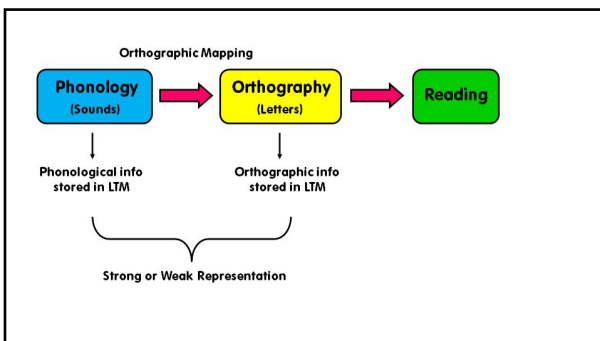 Orthographic Mapping
Phonology
(Sounds)
Orthography
(Letters)
Reading
Phonological info
stored in LTM
Orthographic info
stored in LTM
Strong or Weak Representation